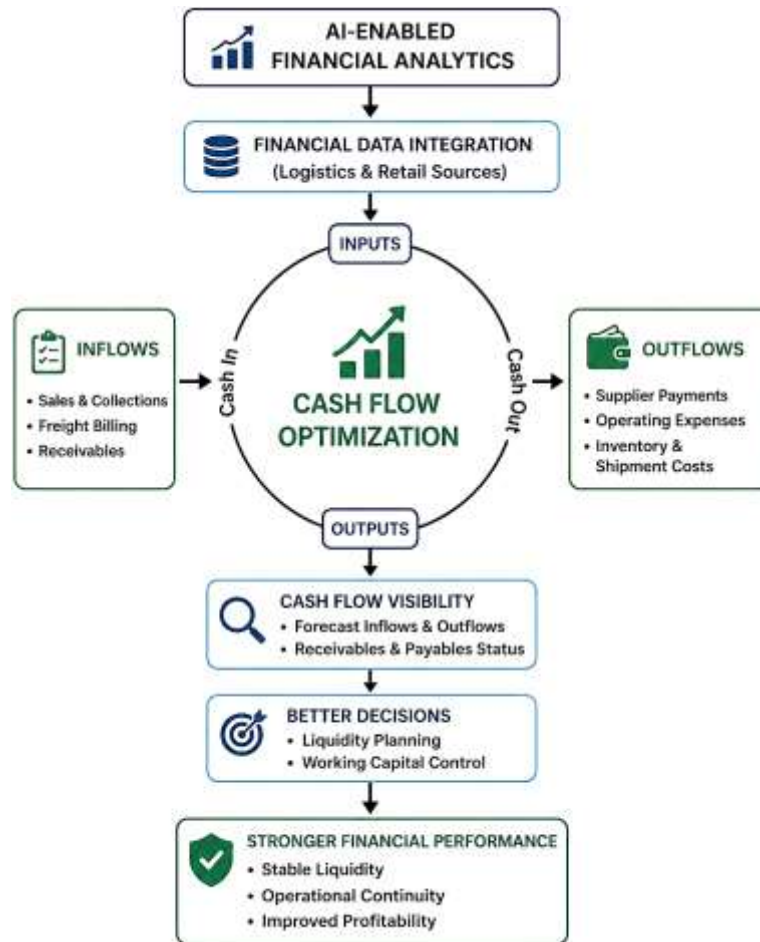 AI-ENABLED
FINANCIAL ANALYTICS
FINANCIAL DATA INTEGRATION
(Logistics & Retail Sources)
INPUTS
INFLOWS
• Sales & Collections
• Freight Billing
• Receivables
Cash In
CASH FLOW
OPTIMIZATION
Cash Out
OUTFLOWS
• Supplier Payments
• Operating Expenses
• Inventory &
Shipment Costs
OUTPUTS
CASH FLOW VISIBILITY
• Forecast Inflows & Outflows
• Receivables & Payables Status
BETTER DECISIONS
• Liquidity Planning
• Working Capital Control
STRONGER FINANCIAL PERFORMANCE
• Stable Liquidity
• Operational Continuity
• Improved Profitability